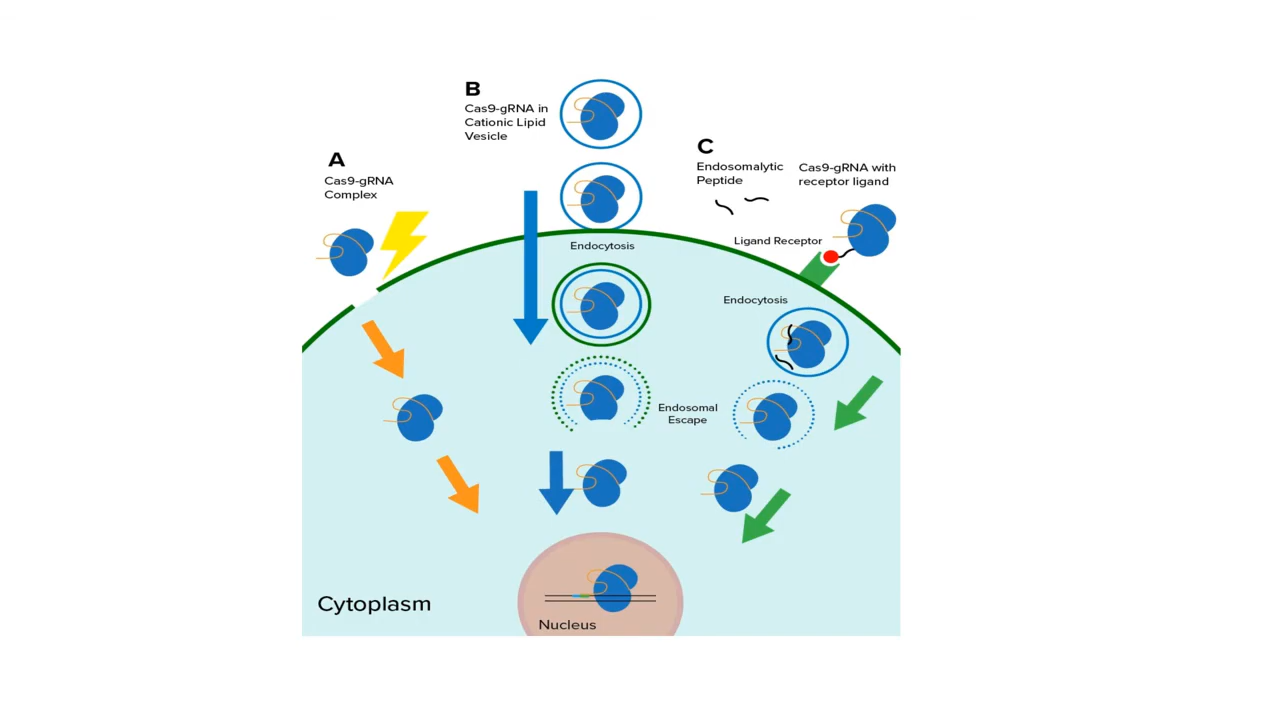 A
Cas9-gRNA
Complex
B
Cas9-gRNA in
Cationic Lipid
Vesicle
C
Endosomalytic
Peptide
Cas9-gRNA with
receptor ligand
Ligand Receptor
Endocytosis
Endocytosis
Endosomal
Escape
Cytoplasm
Nucleus